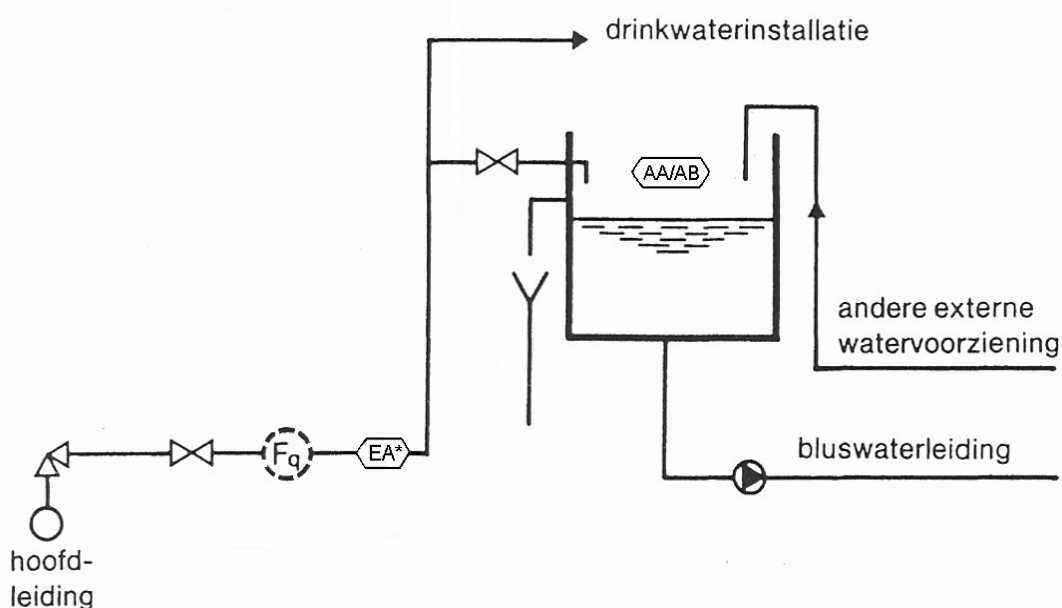 drinkwaterinstallatie
AA/AB
andere externe
watervoorziening
bluswaterleiding
Fq
EA*
hoofd-
leiding